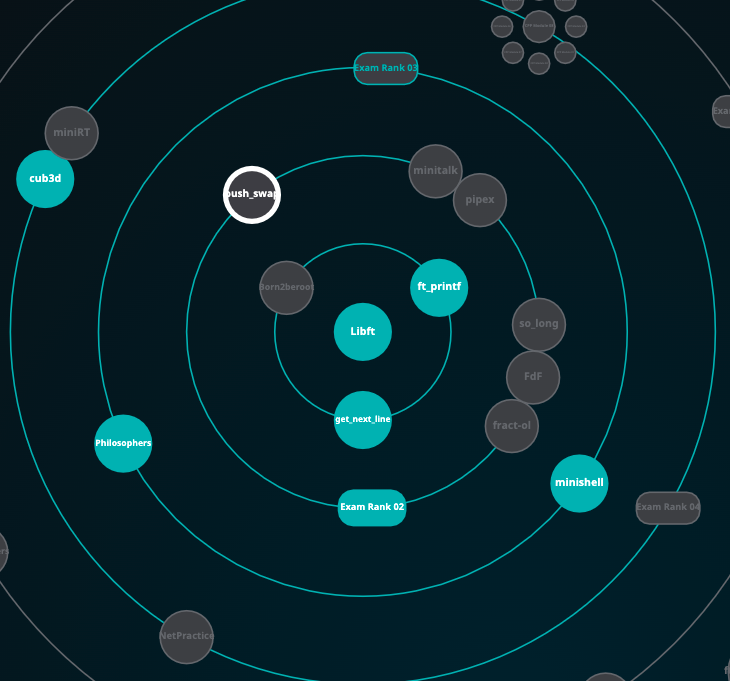 Exam Rank 03
miniRT
cub3d
minitalk
push_swap
pipex
Born2beroot
ft_printf
so_long
Libft
FdF
get_next_line
fract-ol
Philosophers
minishell
Exam Rank 02
Exam Rank 04
NetPractice